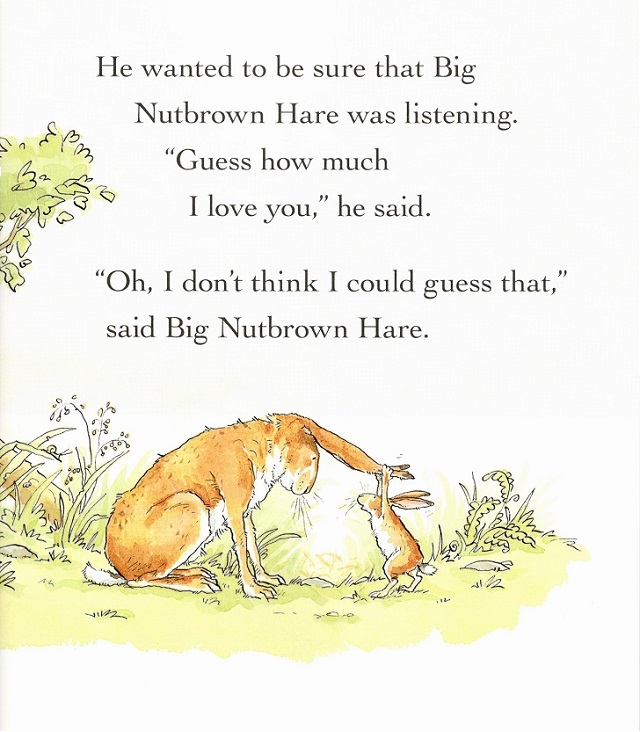 He wanted to be sure that Big
Nutbrown Hare was listening.
“Guess how much
I love you,” he said.
“Oh, I don’t think I could guess that,”
said Big Nutbrown Hare.